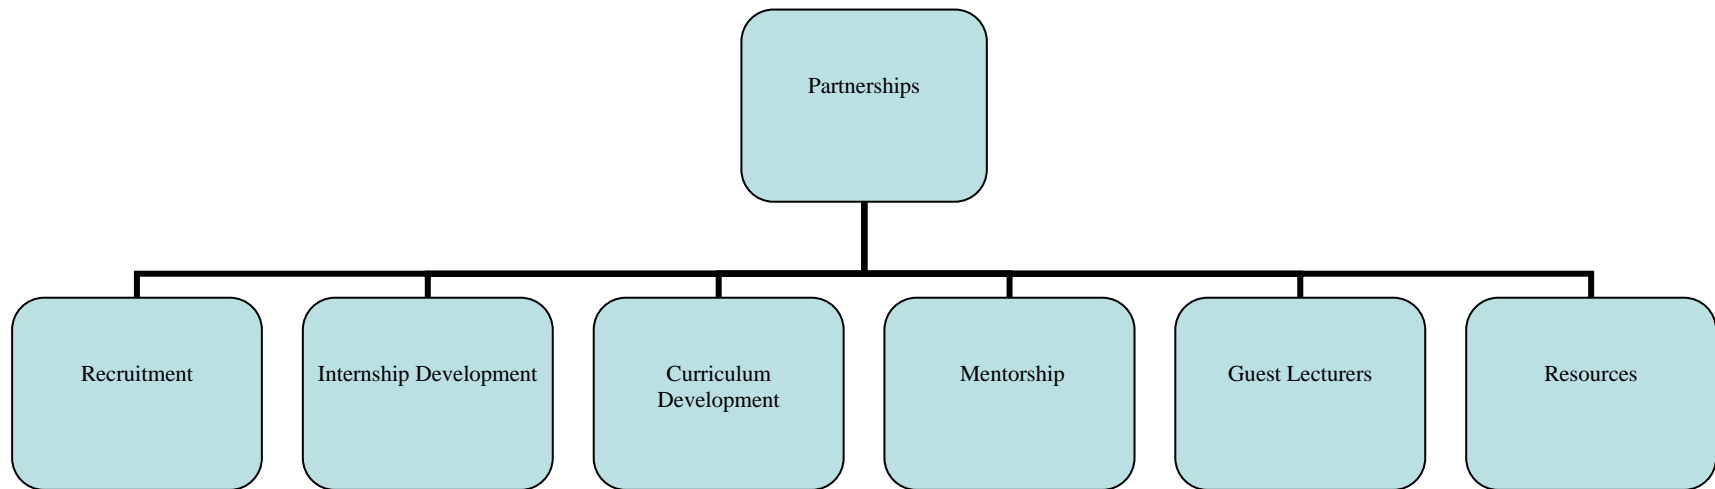 Partnerships
Recruitment
Internship Development
Curriculum
Development
Mentorship
Guest Lecturers
Resources